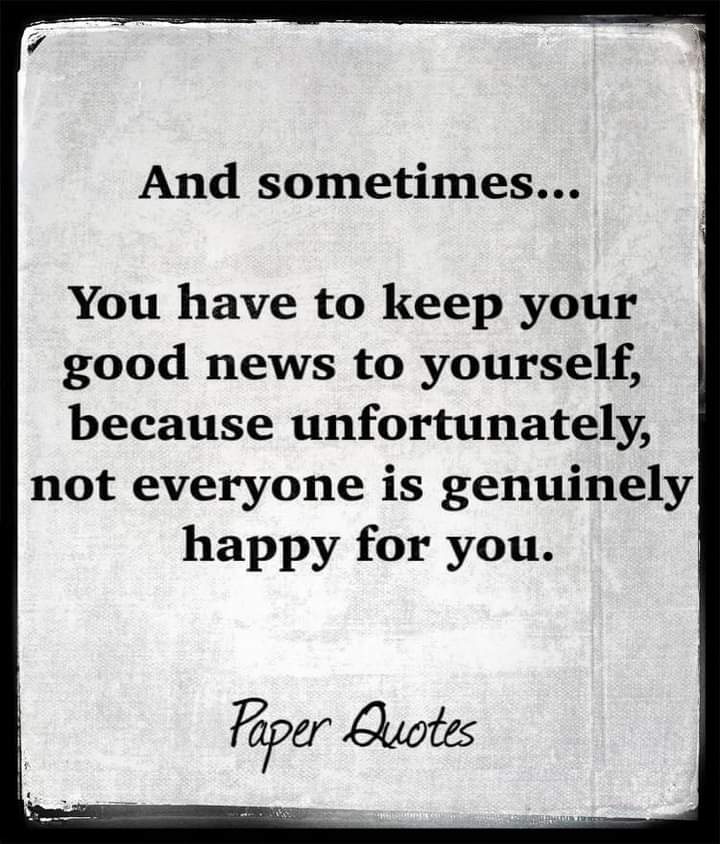 And sometimes...
You have to keep your
good news to yourself,
because unfortunately,
not everyone is genuinely
happy for you.
Paper Quotes